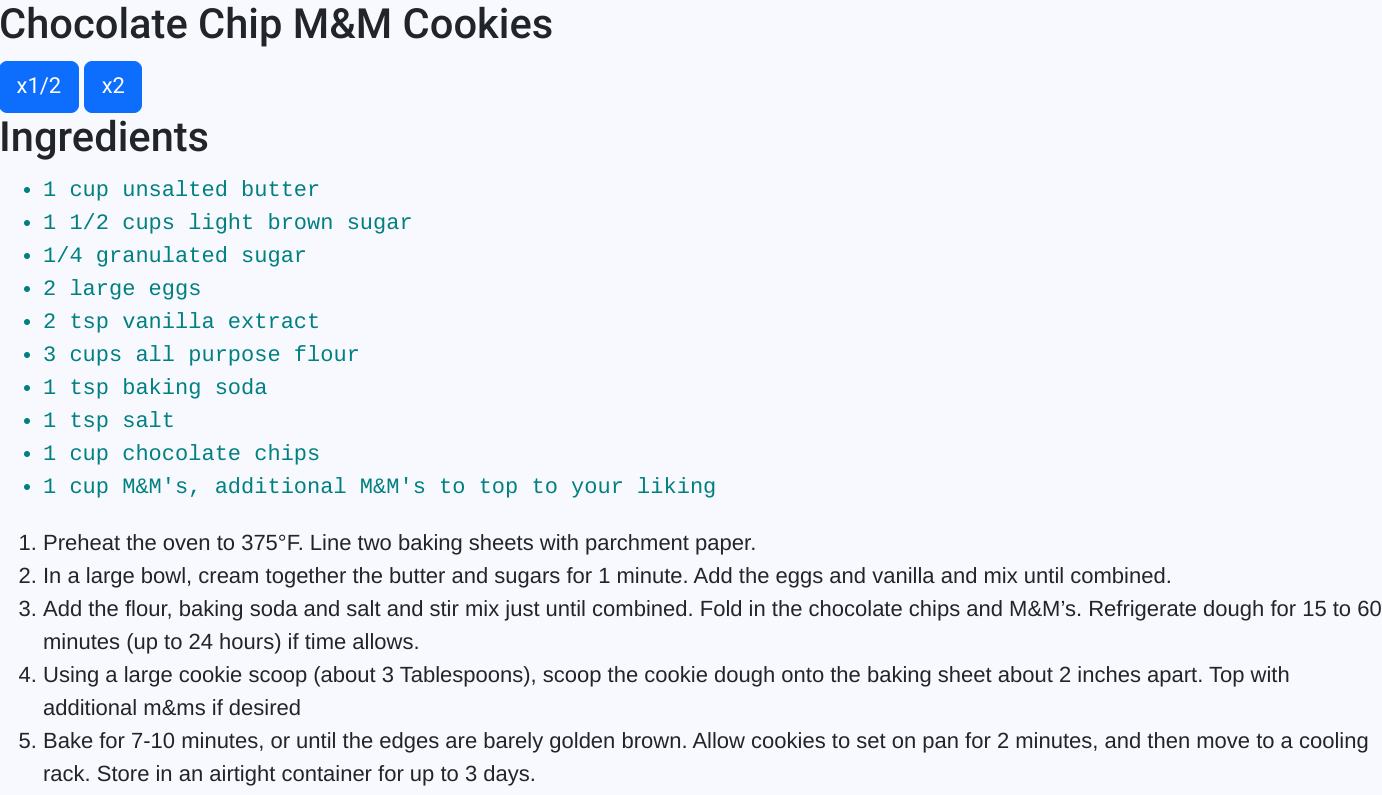 Chocolate Chip M&M Cookies
x1/2 x2
Ingredients
• 1 cup unsalted butter
• 1 1/2 cups light brown sugar
• 1/4 granulated sugar
• 2 large eggs
• 2 tsp vanilla extract
• 3 cups all purpose flour
• 1 tsp baking soda
• 1 tsp salt
• 1 cup chocolate chips
• 1 cup M&M's, additional M&M's to top to your liking
1. Preheat the oven to 375°F. Line two baking sheets with parchment paper.
2. In a large bowl, cream together the butter and sugars for 1 minute. Add the eggs and vanilla and mix until combined.
3. Add the flour, baking soda and salt and stir mix just until combined. Fold in the chocolate chips and M&M’s. Refrigerate dough for 15 to 60
minutes (up to 24 hours) if time allows.
4. Using a large cookie scoop (about 3 Tablespoons), scoop the cookie dough onto the baking sheet about 2 inches apart. Top with
additional m&ms if desired
5. Bake for 7-10 minutes, or until the edges are barely golden brown. Allow cookies to set on pan for 2 minutes, and then move to a cooling
rack. Store in an airtight container for up to 3 days.